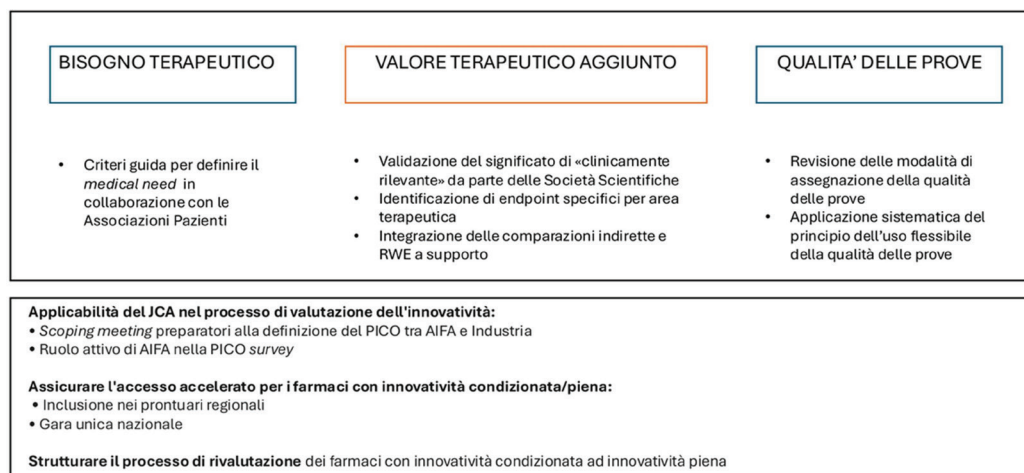 BISOGNO TERAPEUTICO
VALORE TERAPEUTICO AGGIUNTO
QUALITA’ DELLE PROVE
• Criteri guida per definire il
medical need in
collaborazione con le
Associazioni Pazienti
• Validazione del significato di «clinicamente
rilevante» da parte delle Società Scientifiche
• Identificazione di endpoint specifici per area
terapeutica
• Integrazione delle comparazioni indirette e
RWE a supporto
• Revisione delle modalità di
assegnazione della qualità
delle prove
• Applicazione sistematica del
principio dell’uso flessibile
della qualità delle prove
Applicabilità del JCA nel processo di valutazione dell'innovatività:
• Scoping meeting preparatori alla definizione del PICO tra AIFA e Industria
• Ruolo attivo di AIFA nella PICO survey
Assicurare l'accesso accelerato per i farmaci con innovatività condizionata/piena:
• Inclusione nei prontuari regionali
• Gara unica nazionale
Strutturare il processo di rivalutazione dei farmaci con innovatività condizionata ad innovatività piena